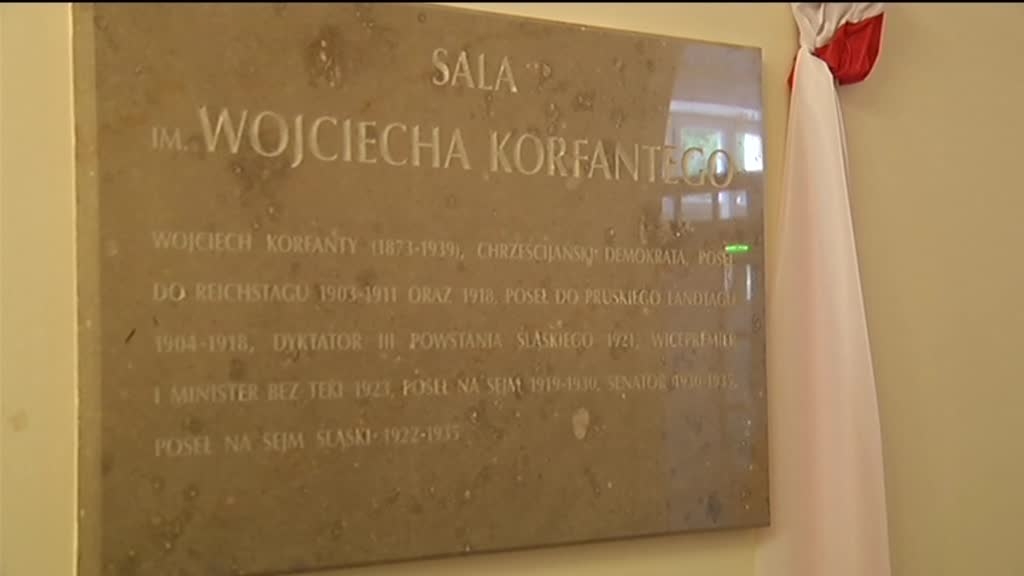 SALA
IM. WOJCIECHA KORFANTEGO
WOJCIECH KORFANTY (1873-1939), CHRZEŚCIJAŃSKI DEMOKRATA, POSEŁ
DO REICHSTAGU 1903-1911 ORAZ 1918, POSEŁ DO PRUSKIEGO LANDTAGU
1904-1918, DYKTATOR III POWSTANIA ŚLĄSKIEGO 1921, WICEPREMIER
I MINISTER BEZ TEKI 1923, POSEŁ NA SEJM 1919-1930, SENATOR 1930-1935,
POSEŁ NA SEJM ŚLĄSKI 1922-1935